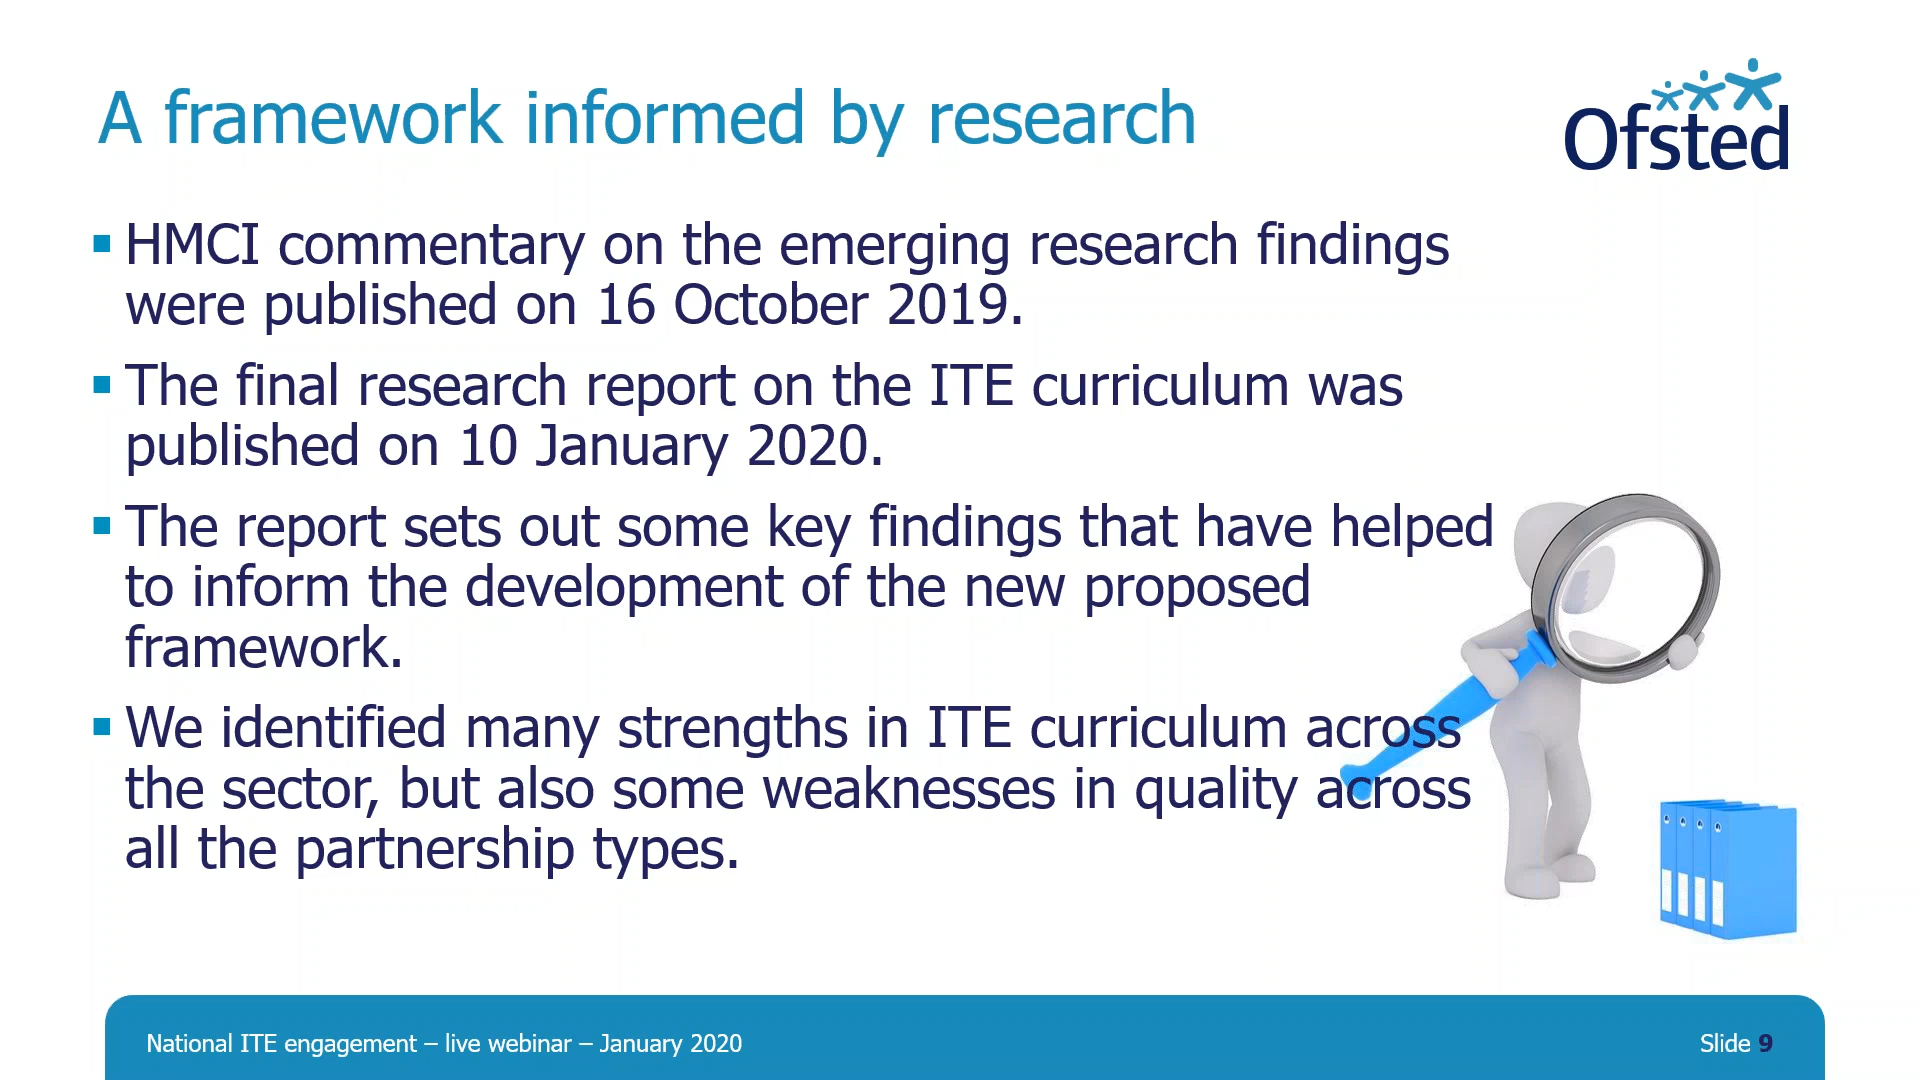 A framework informed by research
Ofsted
▪ HMCI commentary on the emerging research findings
were published on 16 October 2019.
▪ The final research report on the ITE curriculum was
published on 10 January 2020.
▪ The report sets out some key findings that have helped
to inform the development of the new proposed
framework.
▪ We identified many strengths in ITE curriculum across
the sector, but also some weaknesses in quality across
all the partnership types.
National ITE engagement – live webinar – January 2020
Slide 9